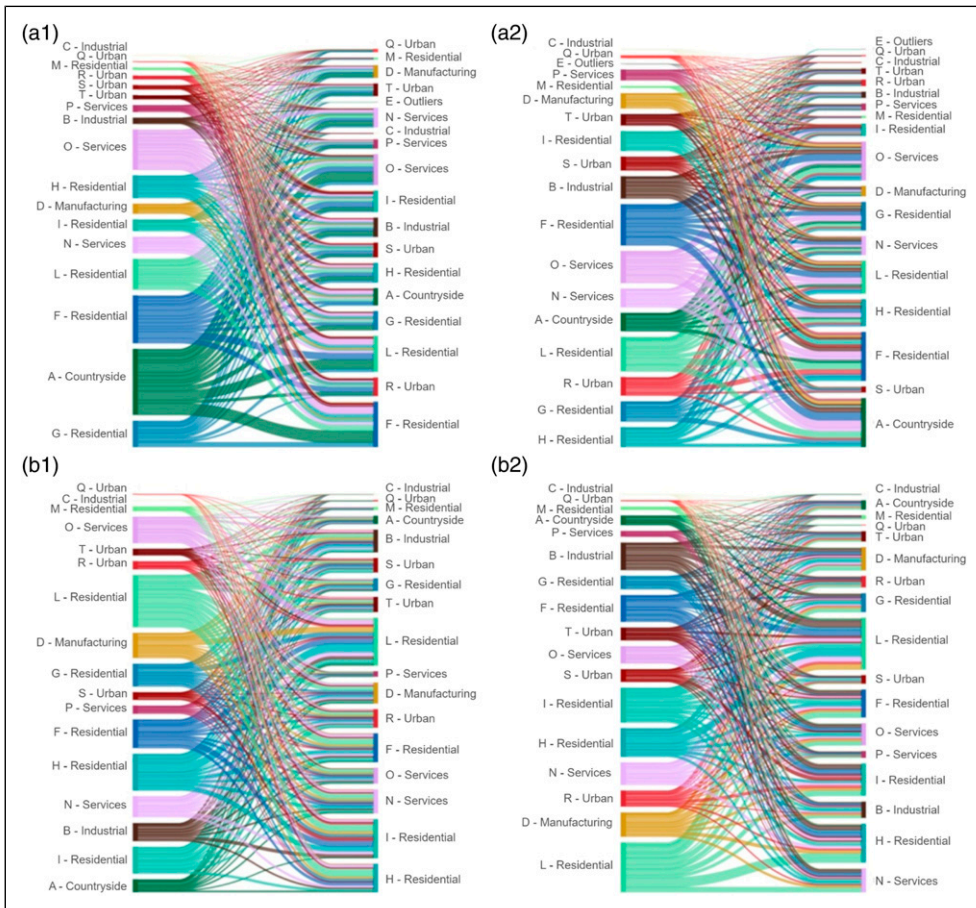 (a1)
C - Industrial
Q - Urban
M - Residential
R - Urban
S - Urban
T - Urban
P - Services
B - Industrial
O - Services
H - Residential
D - Manufacturing
I - Residential
N - Services
L - Residential
F - Residential
A - Countryside
G - Residential
Q - Urban
M - Residential
D - Manufacturing
T - Urban
E - Outliers
N - Services
C - Industrial
P - Services
O - Services
I - Residential
B - Industrial
S - Urban
H - Residential
A - Countryside
G - Residential
L - Residential
R - Urban
F - Residential
(a2)
C - Industrial
Q - Urban
E - Outliers
P - Services
M - Residential
D - Manufacturing
T - Urban
I - Residential
S - Urban
B - Industrial
F - Residential
O - Services
N - Services
A - Countryside
L - Residential
R - Urban
G - Residential
H - Residential
E - Outliers
Q - Urban
C - Industrial
T - Urban
R - Urban
B - Industrial
P - Services
M - Residential
I - Residential
O - Services
D - Manufacturing
G - Residential
N - Services
L - Residential
H - Residential
F - Residential
S - Urban
A - Countryside
(b1)
Q - Urban
C - Industrial
M - Residential
O - Services
T - Urban
R - Urban
L - Residential
D - Manufacturing
G - Residential
S - Urban
P - Services
F - Residential
H - Residential
N - Services
B - Industrial
I - Residential
A - Countryside
C - Industrial
Q - Urban
M - Residential
A - Countryside
B - Industrial
S - Urban
G - Residential
T - Urban
L - Residential
P - Services
D - Manufacturing
R - Urban
F - Residential
O - Services
N - Services
I - Residential
H - Residential
(b2)
C - Industrial
Q - Urban
M - Residential
A - Countryside
P - Services
B - Industrial
G - Residential
F - Residential
T - Urban
O - Services
S - Urban
I - Residential
H - Residential
N - Services
R - Urban
D - Manufacturing
L - Residential
C - Industrial
A - Countryside
M - Residential
Q - Urban
T - Urban
D - Manufacturing
R - Urban
G - Residential
L - Residential
S - Urban
F - Residential
O - Services
P - Services
I - Residential
B - Industrial
H - Residential
N - Services